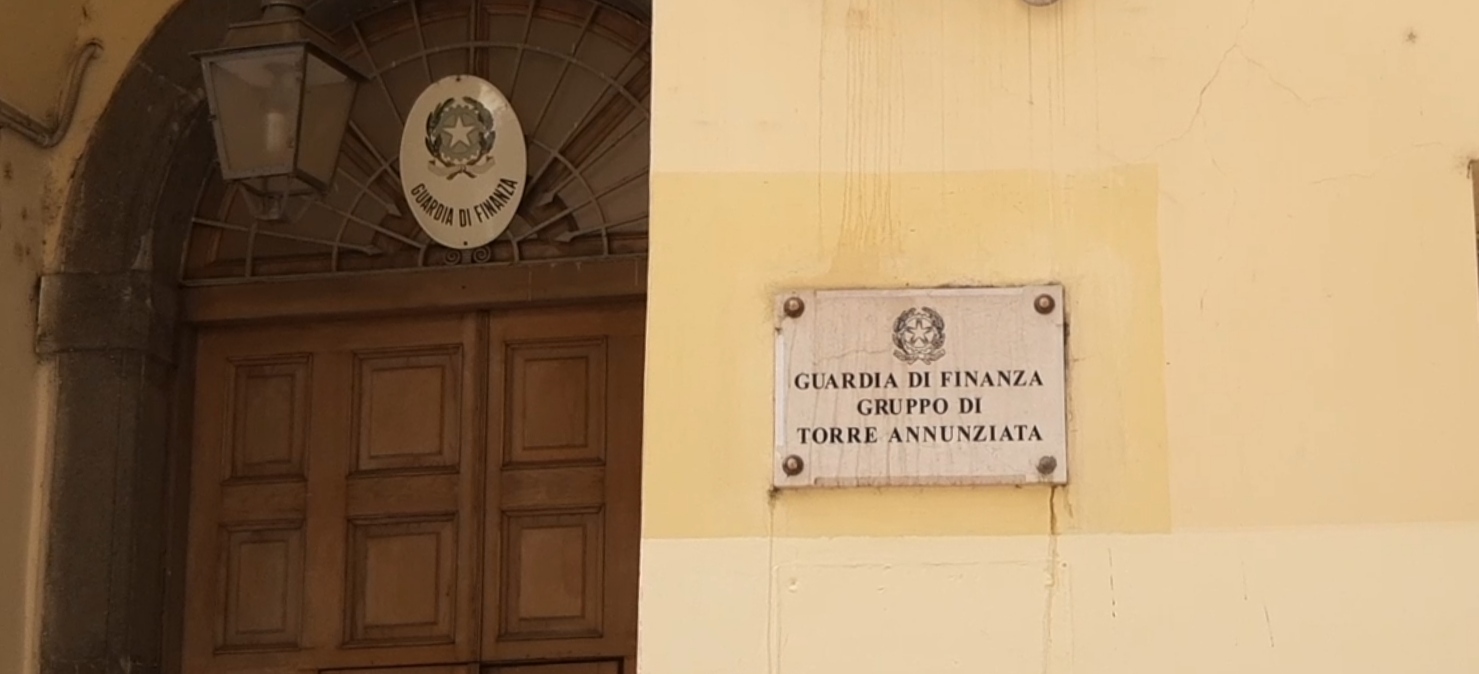 GUARDIA DI FINANZA
GUARDIA DI FINANZA
GRUPPO DI
TORRE ANNUNZIATA